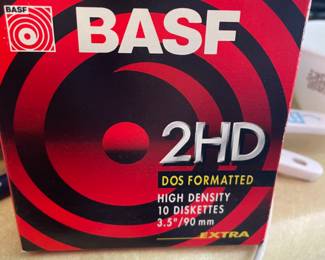 BASF
BASF
2HD
DOS FORMATTED
HIGH DENSITY
10 DISKETTES
3.5"/90 mm
EXTRA